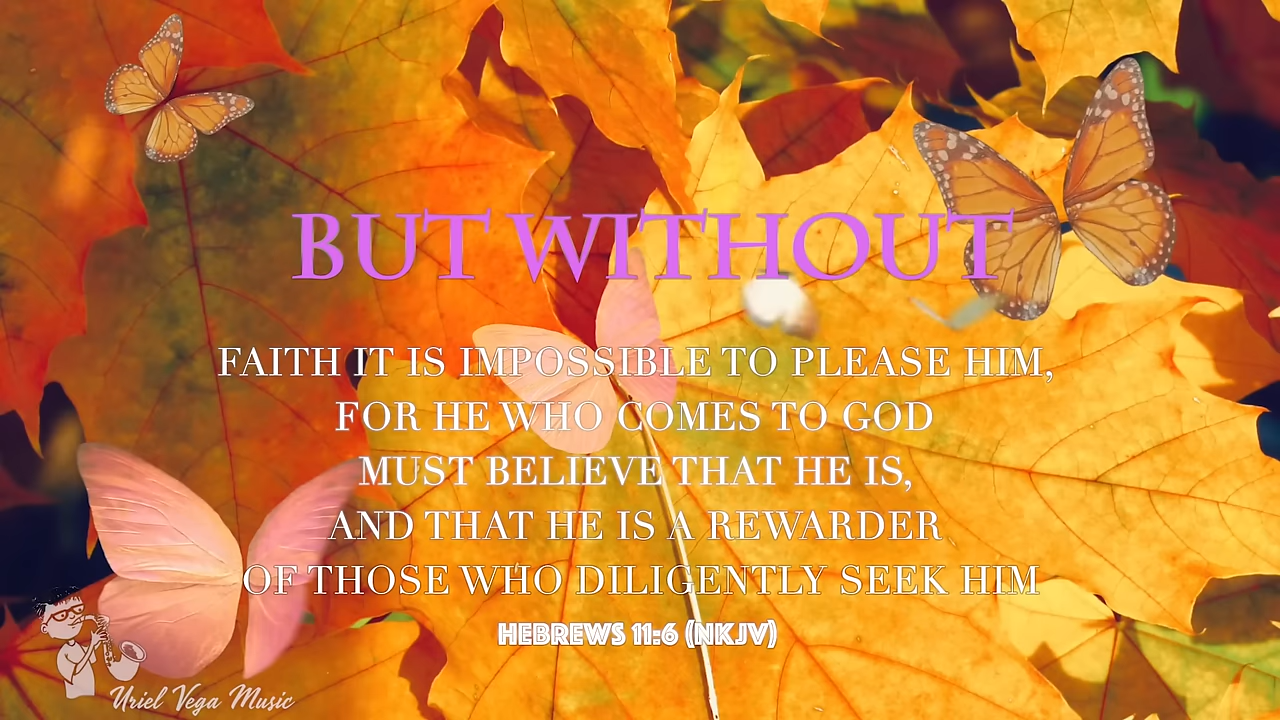 BUT WITHOUT
FAITH IT IS IMPOSSIBLE TO PLEASE HIM,
FOR HE WHO COMES TO GOD
MUST BELIEVE THAT HE IS,
AND THAT HE IS A REWARDER
OF THOSE WHO DILIGENTLY SEEK HIM
HEBREWS 11:6 (NKJV)
Uriel Vega Music